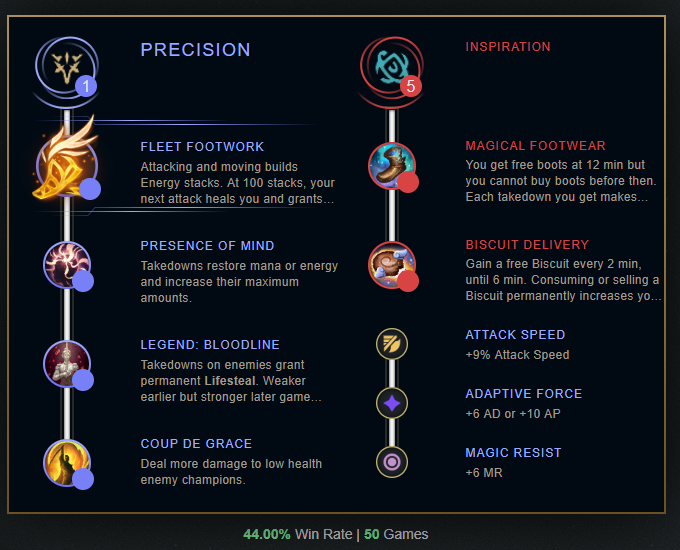 PRECISION
1
FLEET FOOTWORK
Attacking and moving builds
Energy stacks. At 100 stacks, your
next attack heals you and grants...
PRESENCE OF MIND
Takedowns restore mana or energy
and increase their maximum
amounts.
LEGEND: BLOODLINE
Takedowns on enemies grant
permanent Lifesteal. Weaker
earlier but stronger later game...
COUP DE GRACE
Deal more damage to low health
enemy champions.
INSPIRATION
5
MAGICAL FOOTWEAR
You get free boots at 12 min but
you cannot buy boots before then.
Each takedown you get makes...
BISCUIT DELIVERY
Gain a free Biscuit every 2 min,
until 6 min. Consuming or selling a
Biscuit permanently increases yo...
ATTACK SPEED
+9% Attack Speed
ADAPTIVE FORCE
+6 AD or +10 AP
MAGIC RESIST
+6 MR
44.00% Win Rate | 50 Games